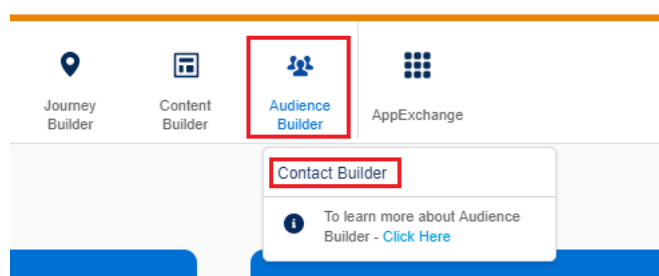 Journey
Builder
Content
Builder
Audience
Builder
AppExchange
Contact Builder
To learn more about Audience
Builder - Click Here